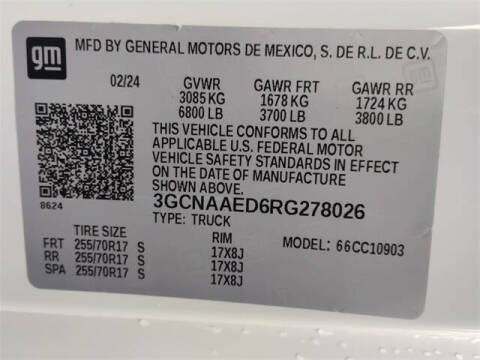 gm
MFD BY GENERAL MOTORS DE MEXICO, S. DE R.L. DE C.V.
02/24 GVWR GAWR FRT GAWR RR
3085 KG 1678 KG 1724 KG
6800 LB 3700 LB 3800 LB
THIS VEHICLE CONFORMS TO ALL
APPLICABLE U.S. FEDERAL MOTOR
VEHICLE SAFETY STANDARDS IN EFFECT
ON THE DATE OF MANUFACTURE
SHOWN ABOVE
8624
3GCNAAED6RG278026
TYPE: TRUCK
TIRE SIZE RIM MODEL: 66CC10903
FRT 255/70R17 S 17X8J
RR 255/70R17 S 17X8J
SPA 255/70R17 S 17X8J